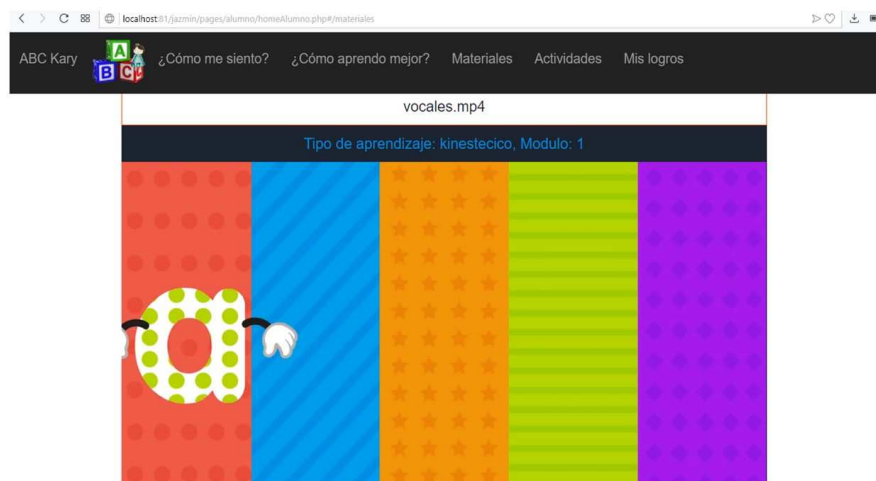 localhost:81/jazmin/pages/alumno/homeAlumno.php#/materiales
ABC Kary A B C ¿Cómo me siento? ¿Cómo aprendo mejor? Materiales Actividades Mis logros
vocales.mp4
Tipo de aprendizaje: kinestecico, Modulo: 1
a